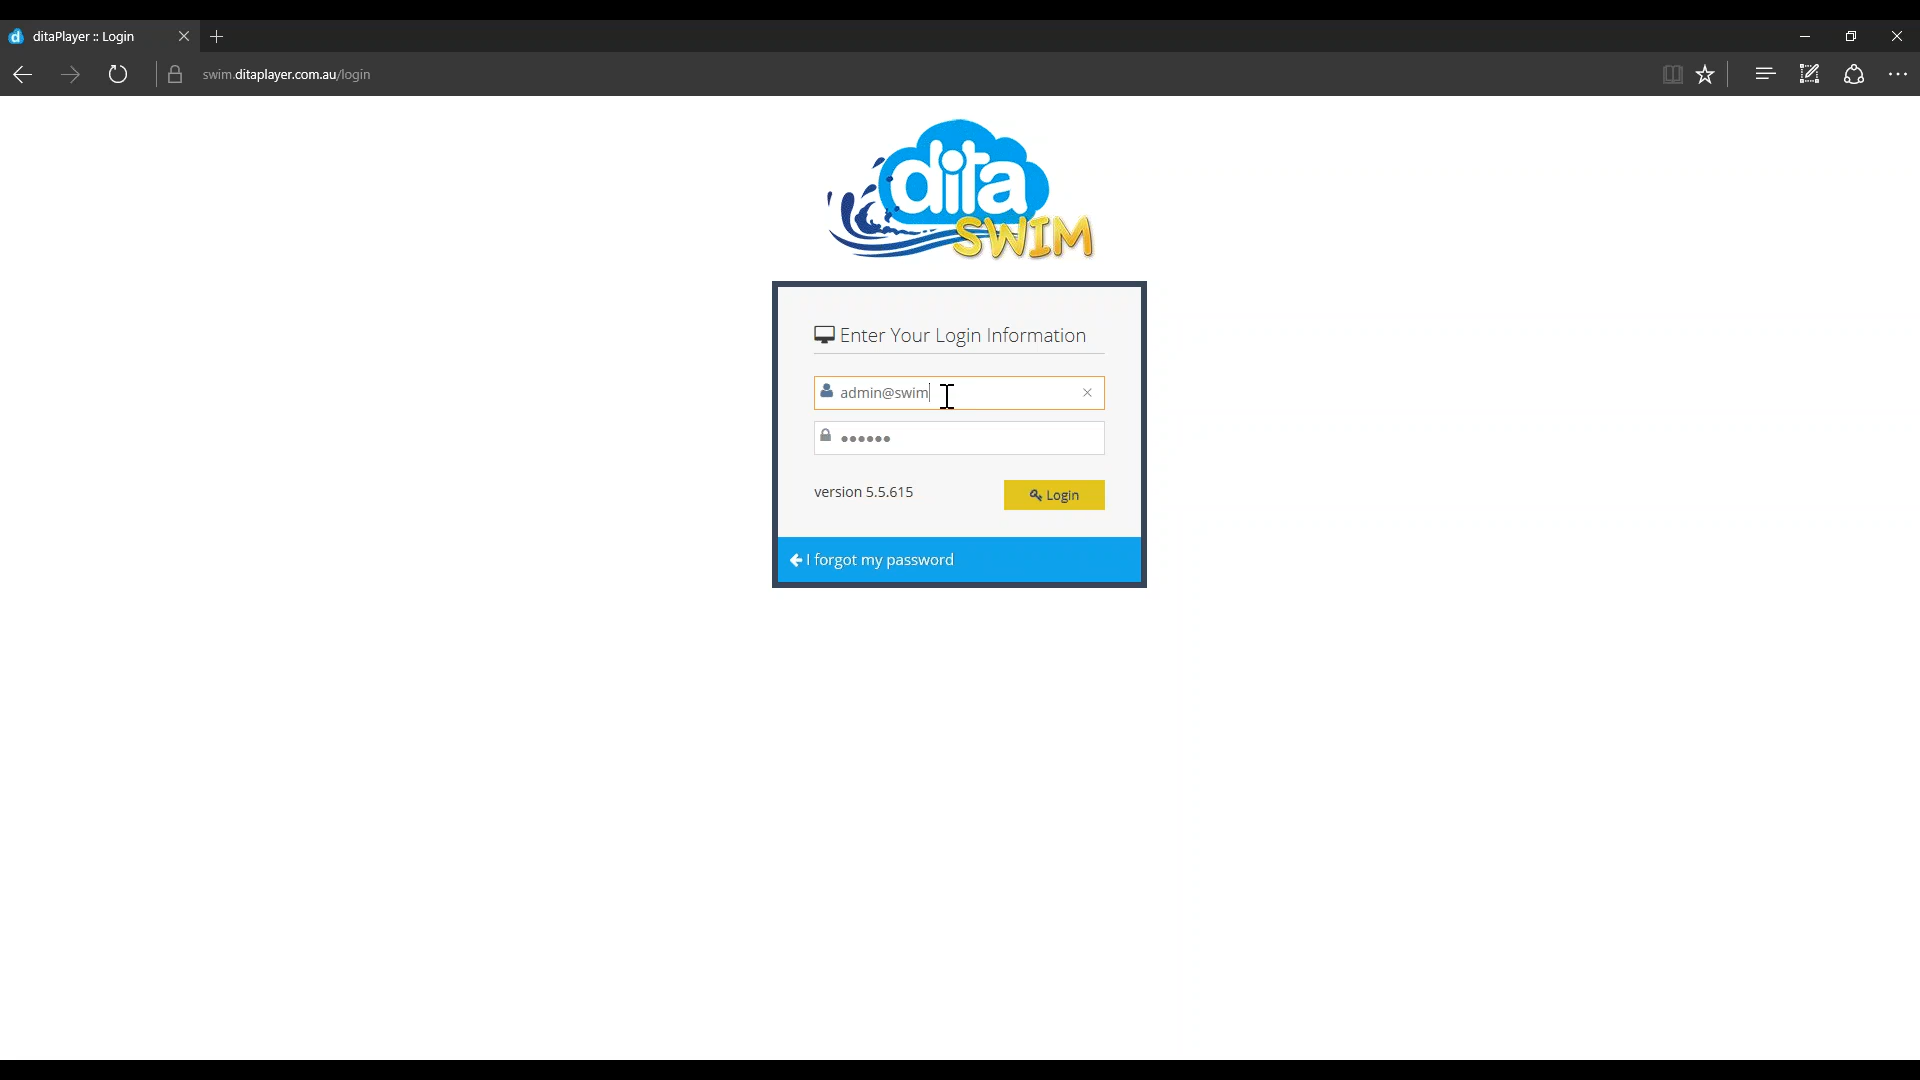 ditaPlayer :: Login
swim.ditaplayer.com.au/login
dita
SWIM
Enter Your Login Information
admin@swim
••••••
version 5.5.615
Login
I forgot my password